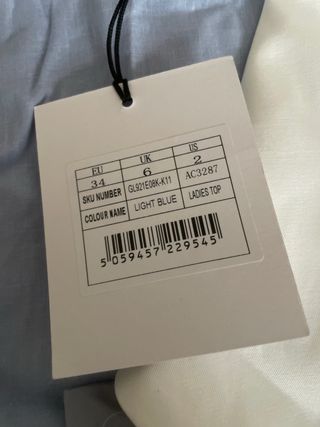 EU UK US
34 6 2
SKU NUMBER GL921E08K-K11 AC3287
COLOUR NAME LIGHT BLUE LADIES TOP
5 059457 229545